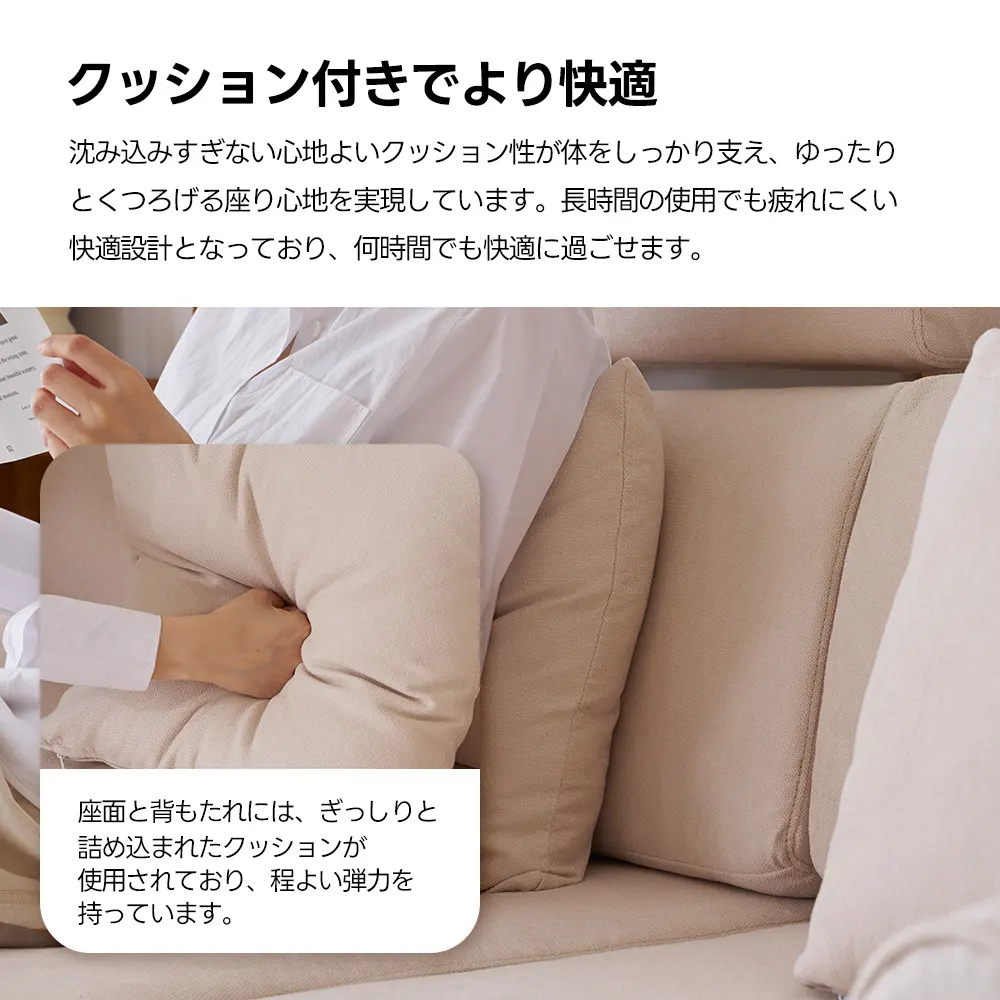 クッション付きでより快適
沈み込みすぎない心地よいクッション性が体をしっかり支え、ゆったり
とくつろげる座り心地を実現しています。長時間の使用でも疲れにくい
快適設計となっており、何時間でも快適に過ごせます。
座面と背もたれには、ぎっしりと
詰め込まれたクッションが
使用されており、程よい弾力を
持っています。